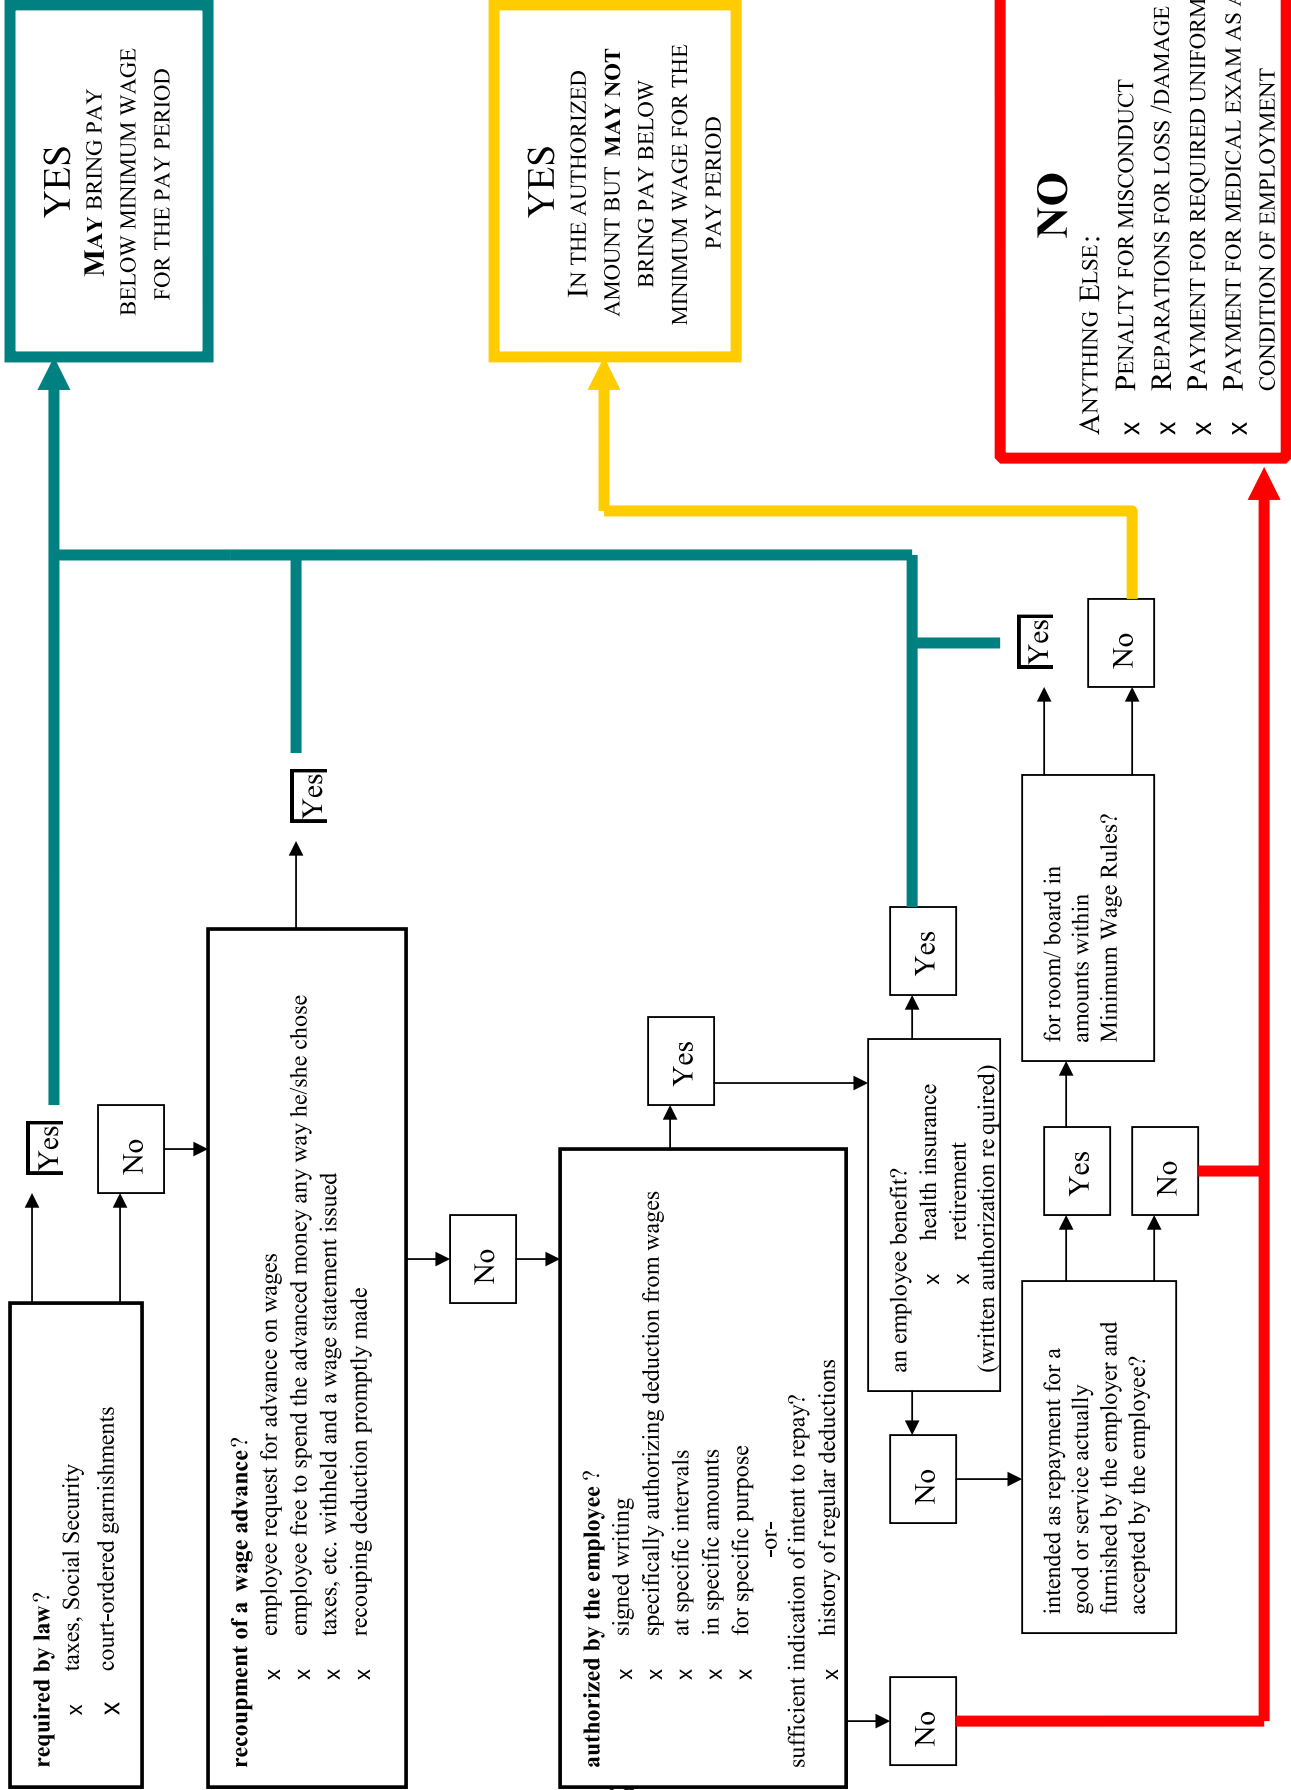 required by law?
x taxes, Social Security
x court-ordered garnishments
Yes
No
YES
MAY BRING PAY
BELOW MINIMUM WAGE
FOR THE PAY PERIOD
recoupment of a wage advance?
x employee request for advance on wages
x employee free to spend the advanced money any way he/she chose
x taxes, etc. withheld and a wage statement issued
x recouping deduction promptly made
Yes
No
authorized by the employee ?
x signed writing
x specifically authorizing deduction from wages
x at specific intervals
x in specific amounts
x for specific purpose
-or-
sufficient indication of intent to repay?
x history of regular deductions
Yes
No
YES
IN THE AUTHORIZED
AMOUNT BUT MAY NOT
BRING PAY BELOW
MINIMUM WAGE FOR THE
PAY PERIOD
an employee benefit?
x health insurance
x retirement
(written authorization re quired)
Yes
No
intended as repayment for a
good or service actually
furnished by the employer and
accepted by the employee?
Yes
No
for room/ board in
amounts within
Minimum Wage Rules?
Yes
No
NO
ANYTHING ELSE:
x PENALTY FOR MISCONDUCT
x REPARATIONS FOR LOSS /DAMAGE
x PAYMENT FOR REQUIRED UNIFORM
x PAYMENT FOR MEDICAL EXAM AS A
CONDITION OF EMPLOYMENT